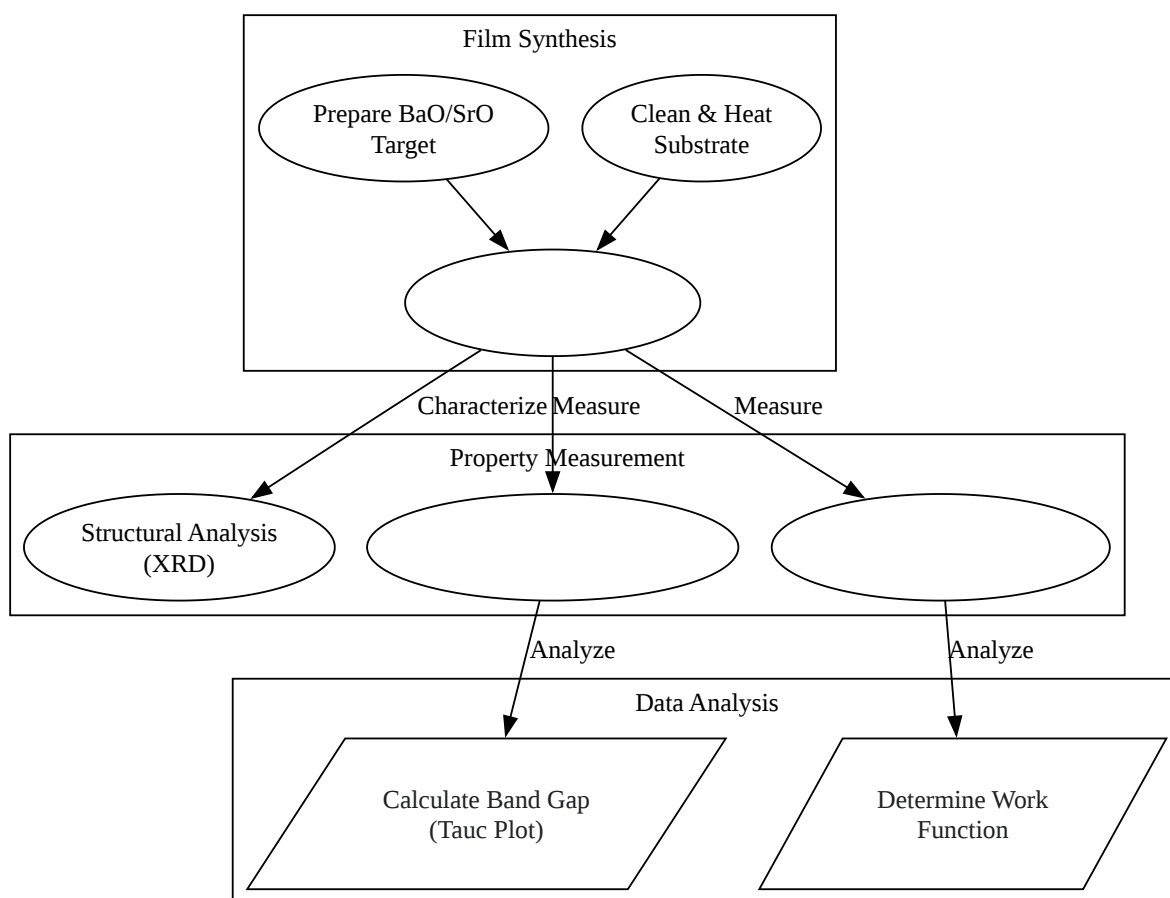 Film Synthesis
Prepare BaO/SrO
Target
Clean & Heat
Substrate
Characterize
Measure
Measure
Property Measurement
Structural Analysis
(XRD)
Analyze
Analyze
Data Analysis
Calculate Band Gap
(Tauc Plot)
Determine Work
Function